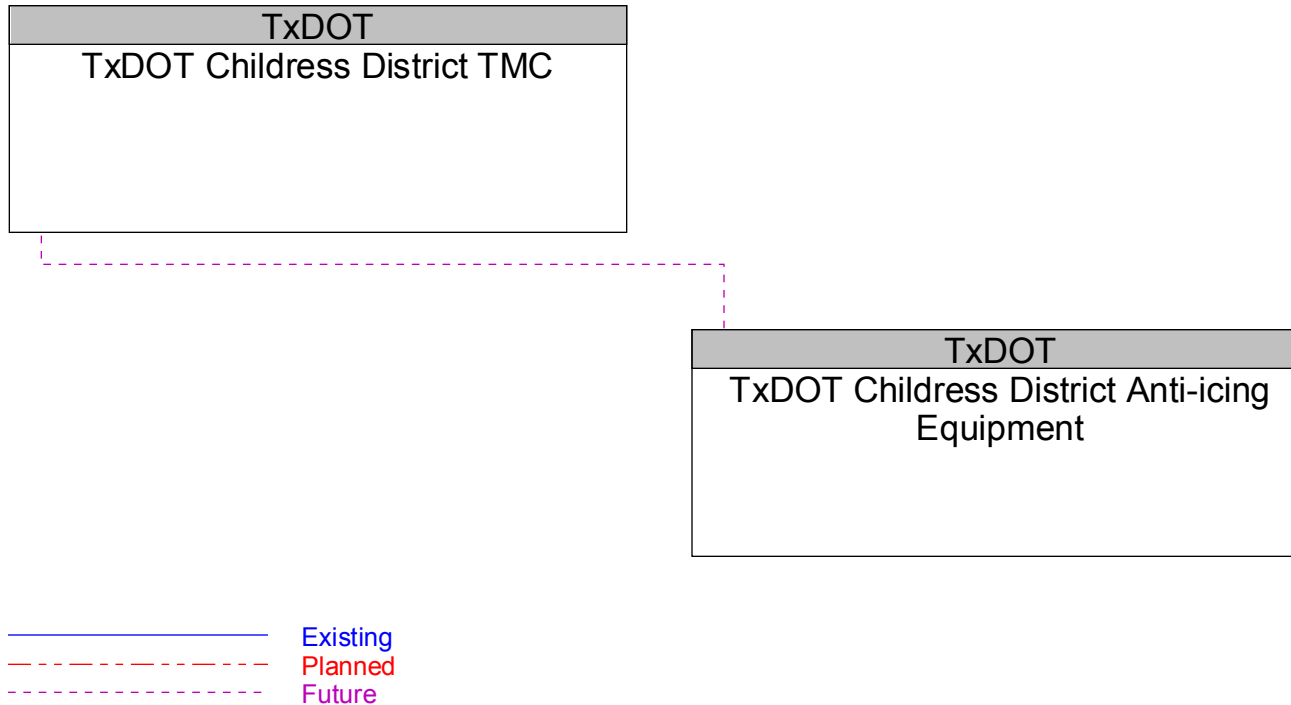 TxDOT
TxDOT Childress District TMC
TxDOT
TxDOT Childress District Anti-icing
Equipment
Existing
Planned
Future